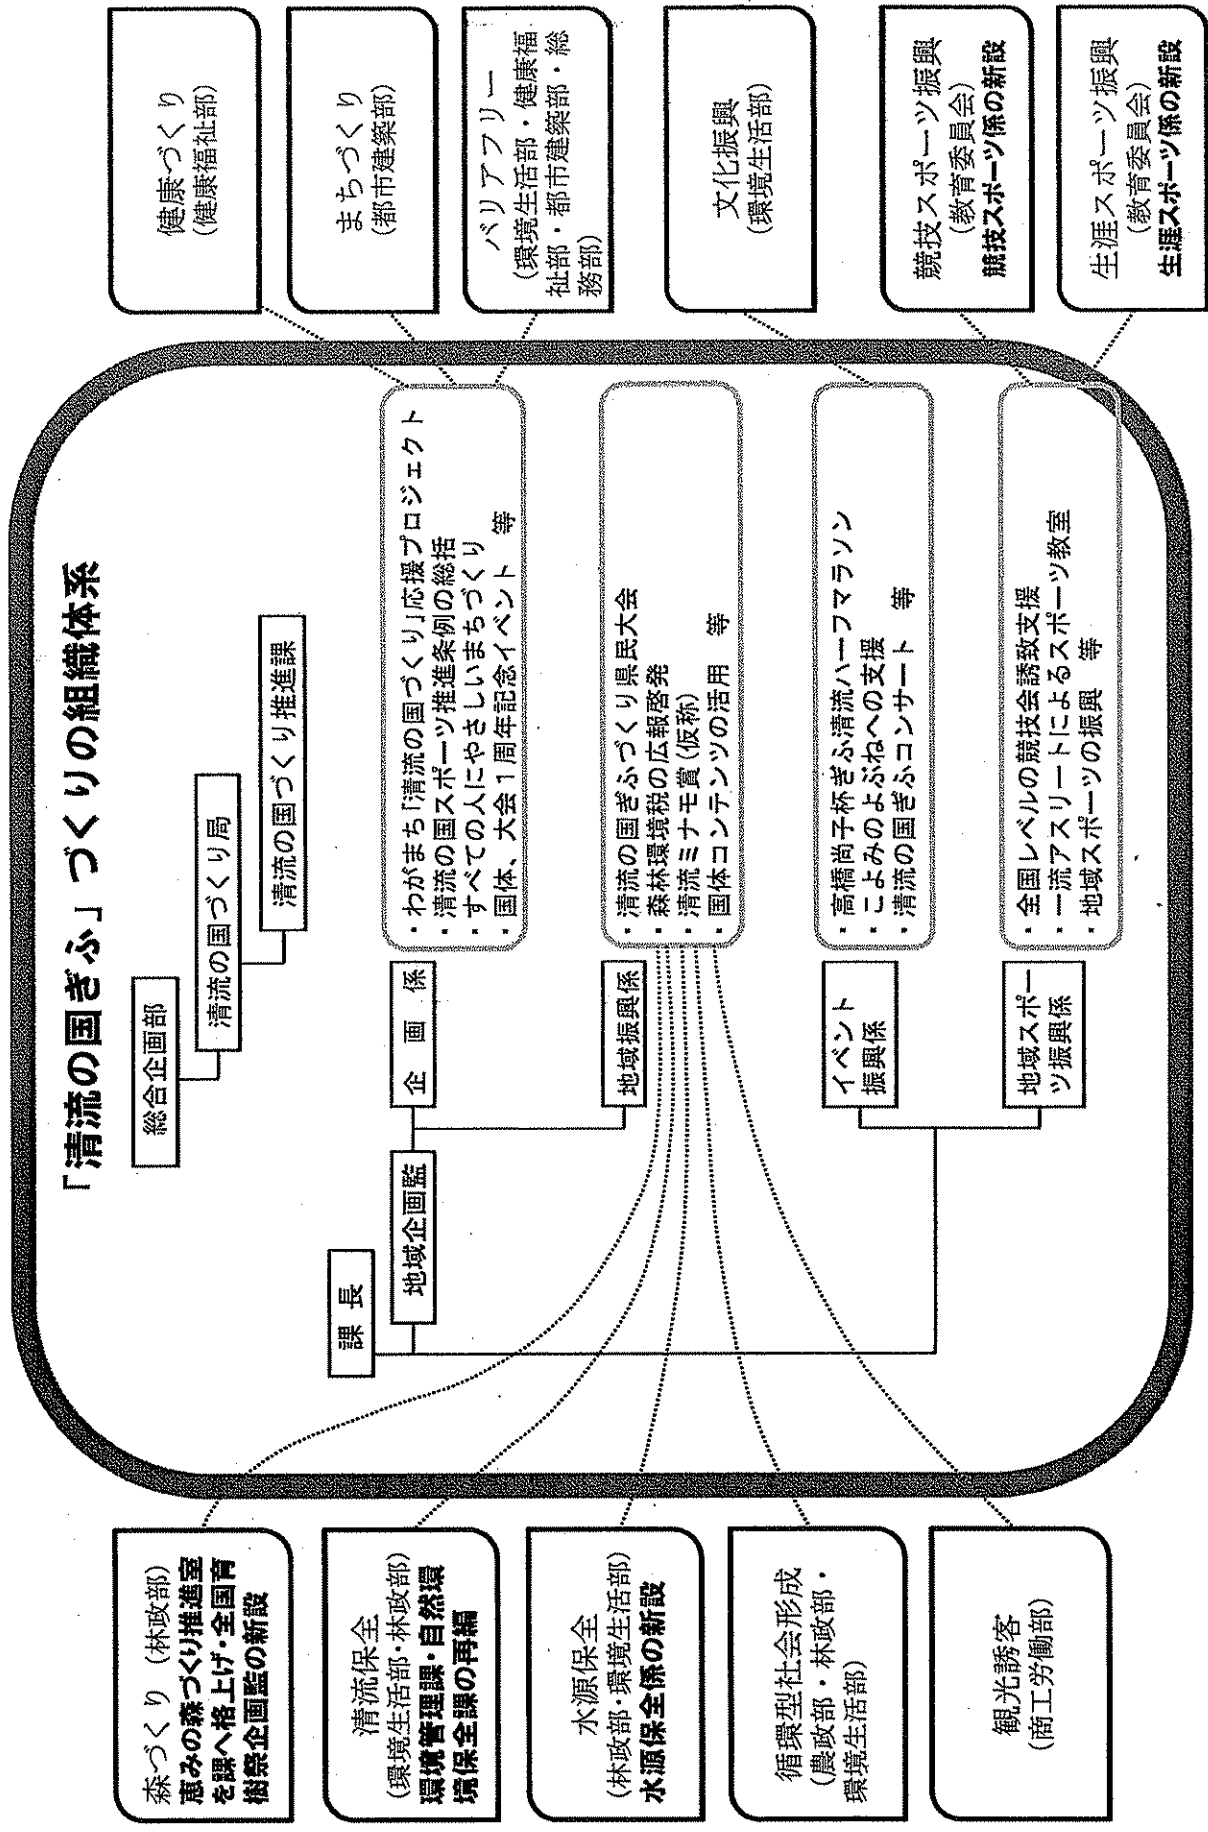 「清流の国ぎふ」づくりの組織体系
総合企画部
清流の国づくり局
清流の国づくり推進課
課 長
地域企画監
企 画 係
・わがまち「清流の国づくり」応援プロジェクト
・清流の国スポーツ推進条例の総括
・すべての人にやさしいまちづくり
・国体、大会1周年記念イベント 等
地域振興係
・清流の国ぎふづくり県民大会
・森林環境税の広報啓発
・清流ミナモ賞(仮称)
・国体コンテンツの活用 等
イベント
振興係
・高橋尚子杯ぎふ清流ハーフマラソン
・こよみのよぶねへの支援
・清流の国ぎふコンサート 等
地域スポー
ツ振興係
・全国レベルの競技会誘致支援
・一流アスリートによるスポーツ教室
・地域スポーツの振興 等
森づくり (林政部)
恵みの森づくり推進室
を課へ格上げ・全国育
樹祭企画監の新設
清流保全
(環境生活部・林政部)
環境管理課・自然環
境保全課の再編
水源保全
(林政部・環境生活部)
水源保全係の新設
循環型社会形成
(農政部・林政部・
環境生活部)
観光誘客
(商工労働部)
健康づくり
(健康福祉部)
まちづくり
(都市建築部)
バリアフリー
(環境生活部・健康福
祉部・都市建築部・総
務部)
文化振興
(環境生活部)
競技スポーツ振興
(教育委員会)
競技スポーツ係の新設
生涯スポーツ振興
(教育委員会)
生涯スポーツ係の新設